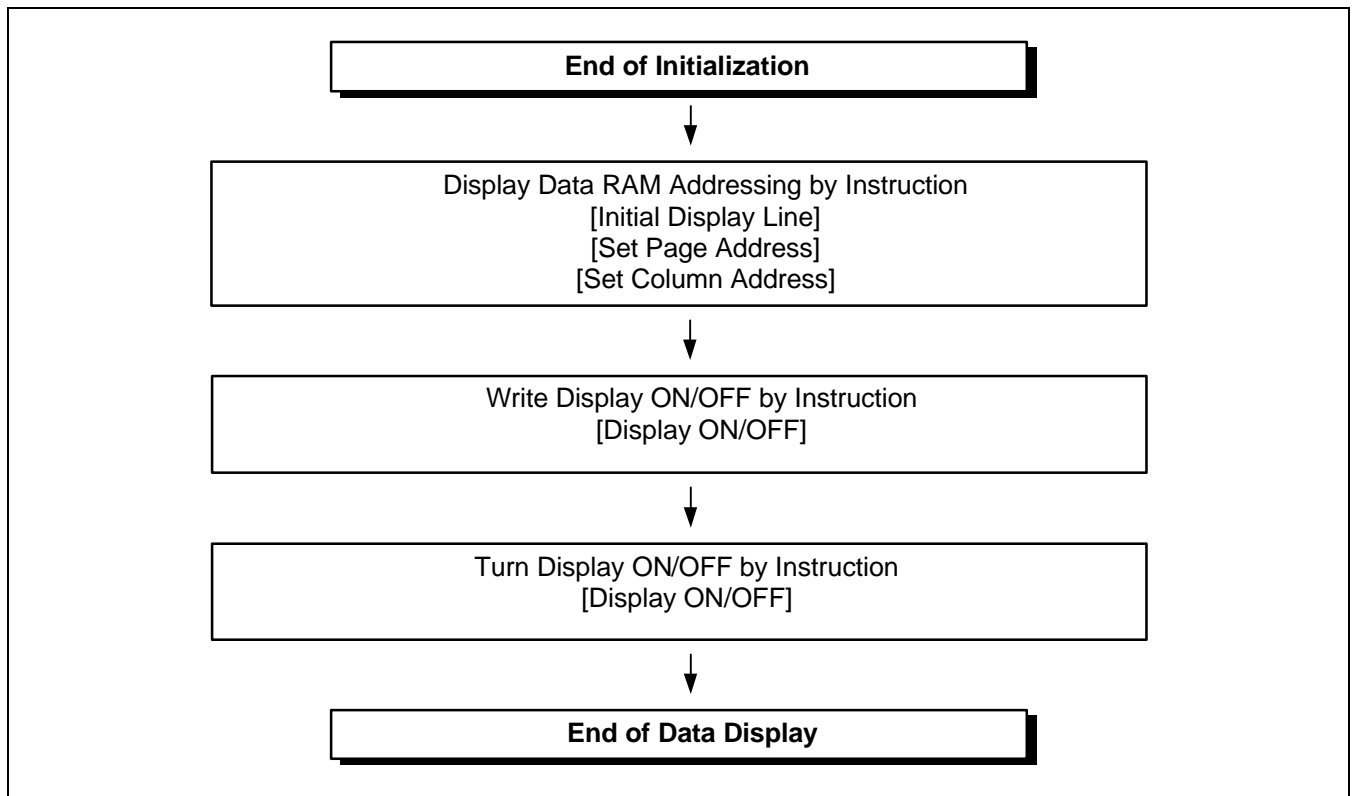 End of Initialization
Display Data RAM Addressing by Instruction
[Initial Display Line]
[Set Page Address]
[Set Column Address]
Write Display ON/OFF by Instruction
[Display ON/OFF]
Turn Display ON/OFF by Instruction
[Display ON/OFF]
End of Data Display